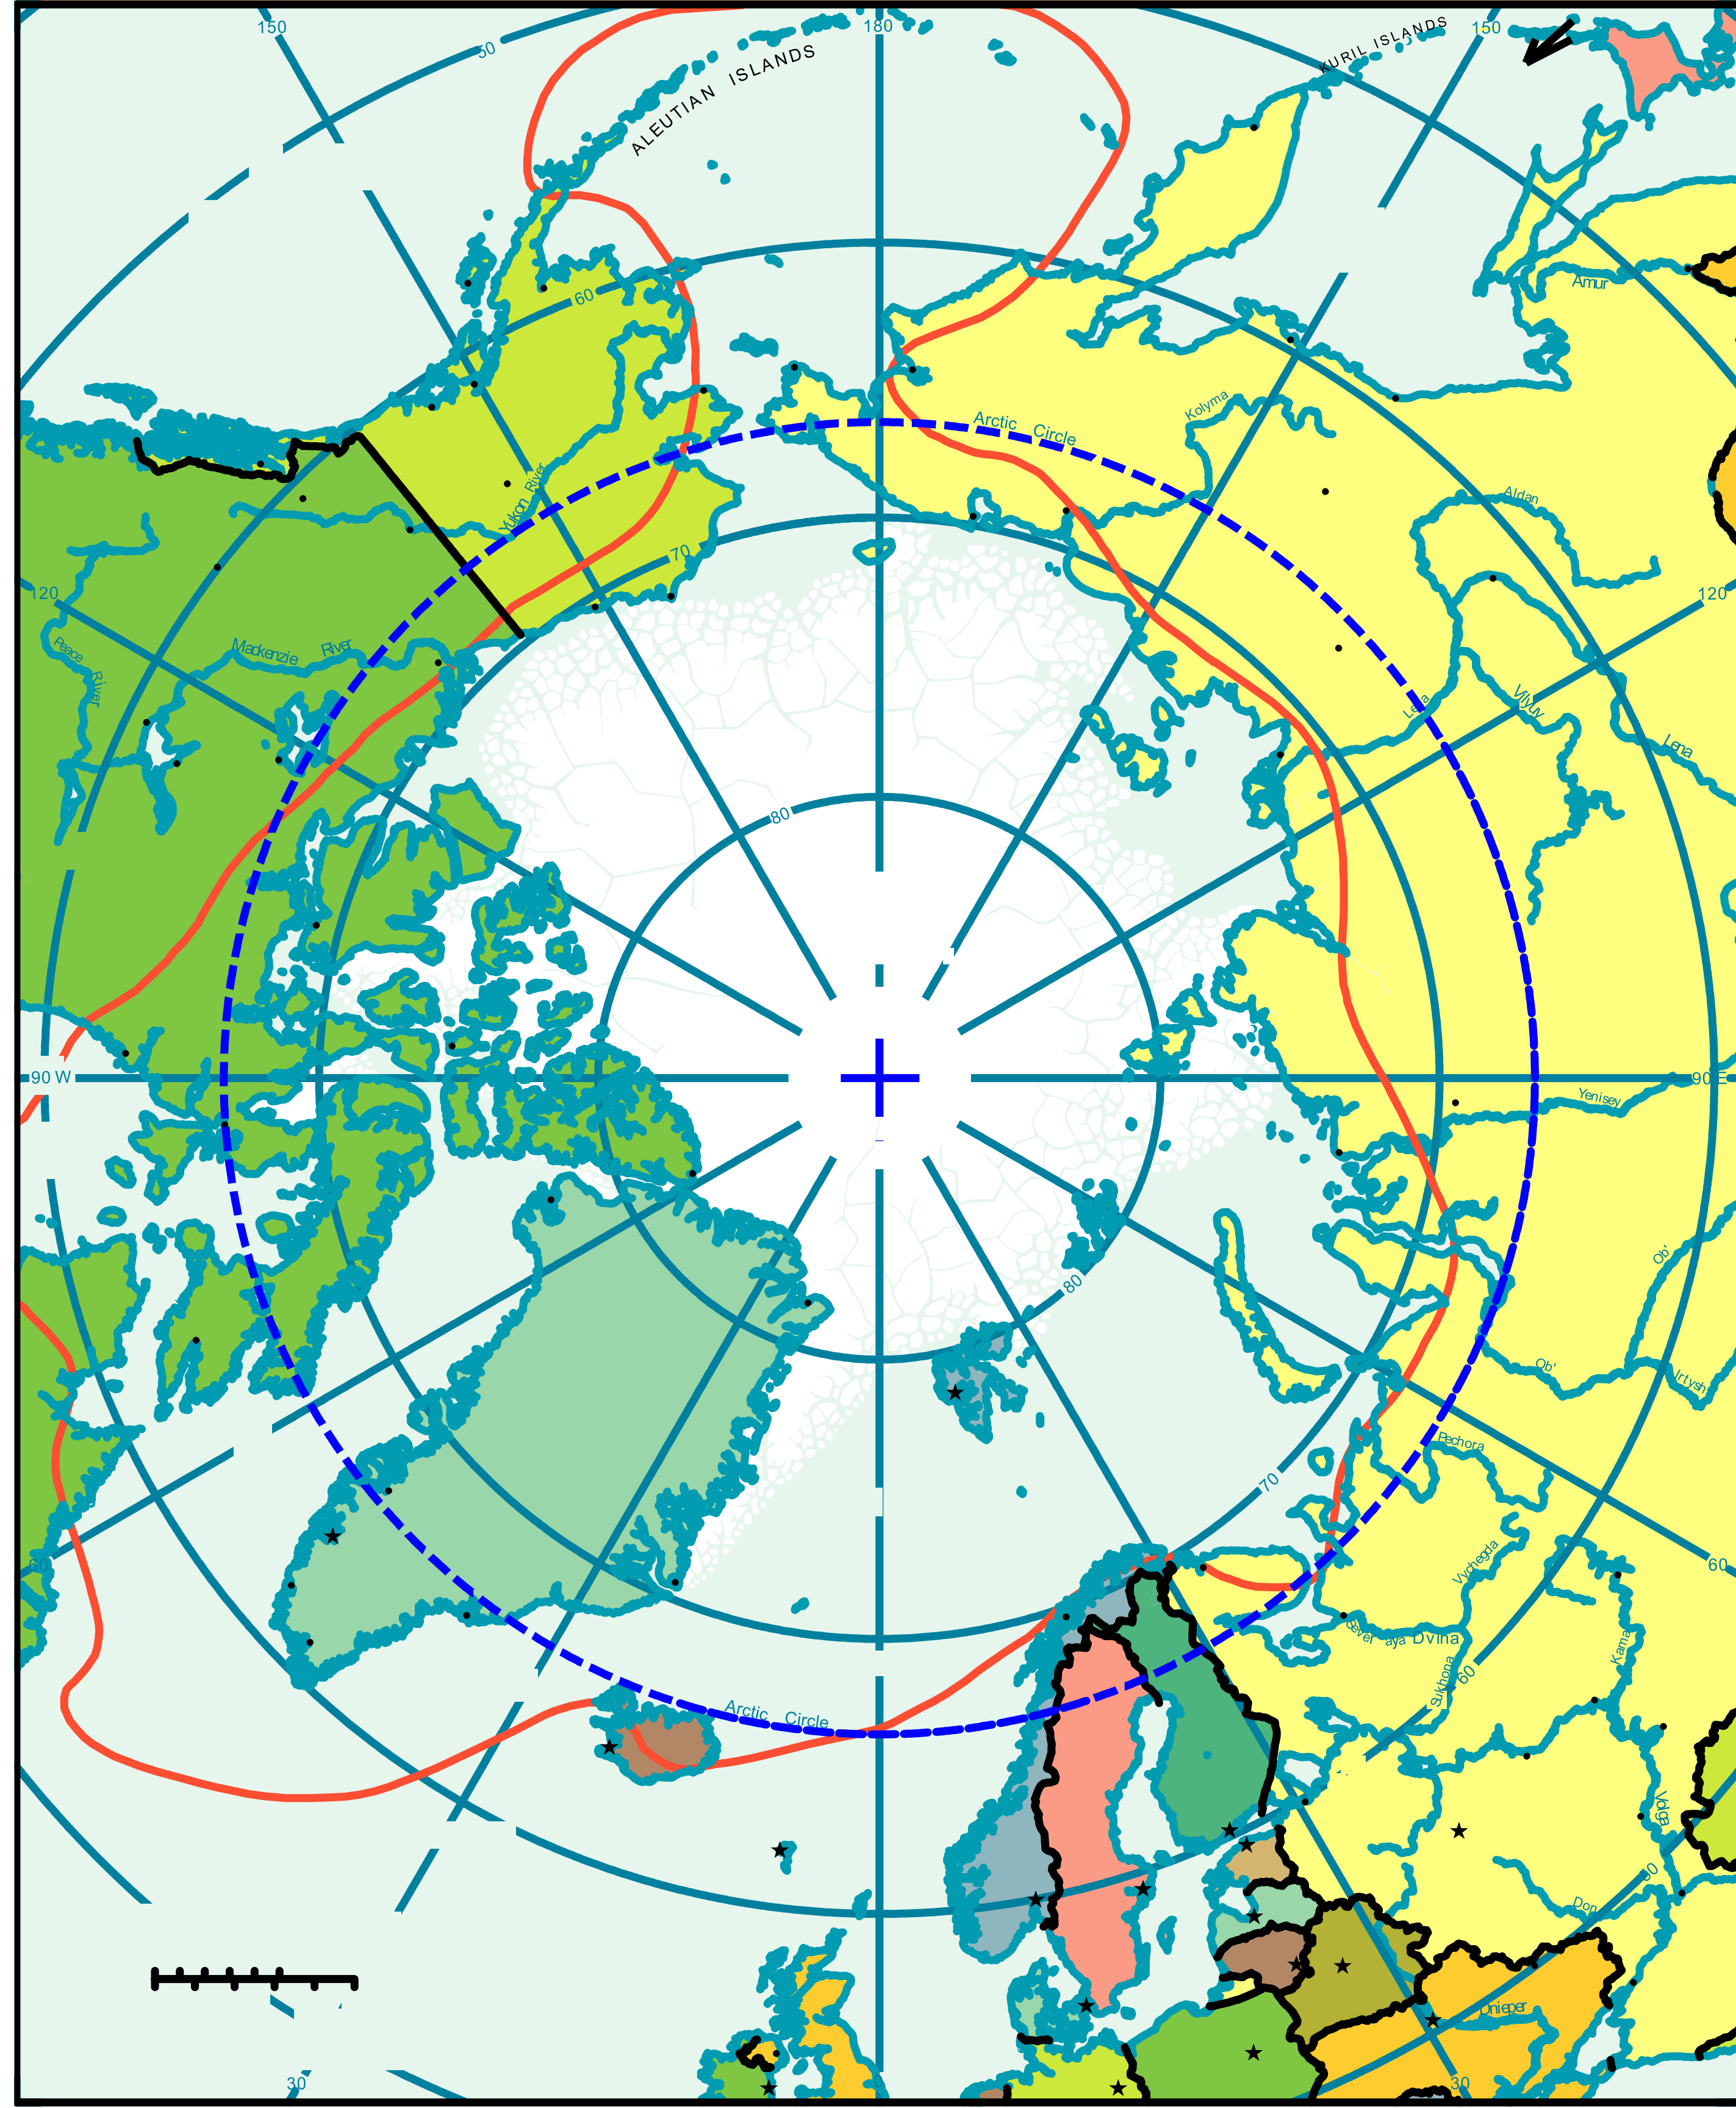 150
180
150
50
ALEUTIAN ISLANDS
KURIL ISLANDS
Amur
60
Kolyma
Arctic Circle
Aldan
Yukon River
70
120
120
Peace River
Mackenzie River
Lena
Vilyuy
Lena
80
90 W
90 E
Yenisey
Ob'
80
Ob'
Irtysh
Pechora
70
60
60
Vychegda
Dvina
Kama
Sukhona
60
Arctic Circle
Volga
50
Don
Dnieper
30
30